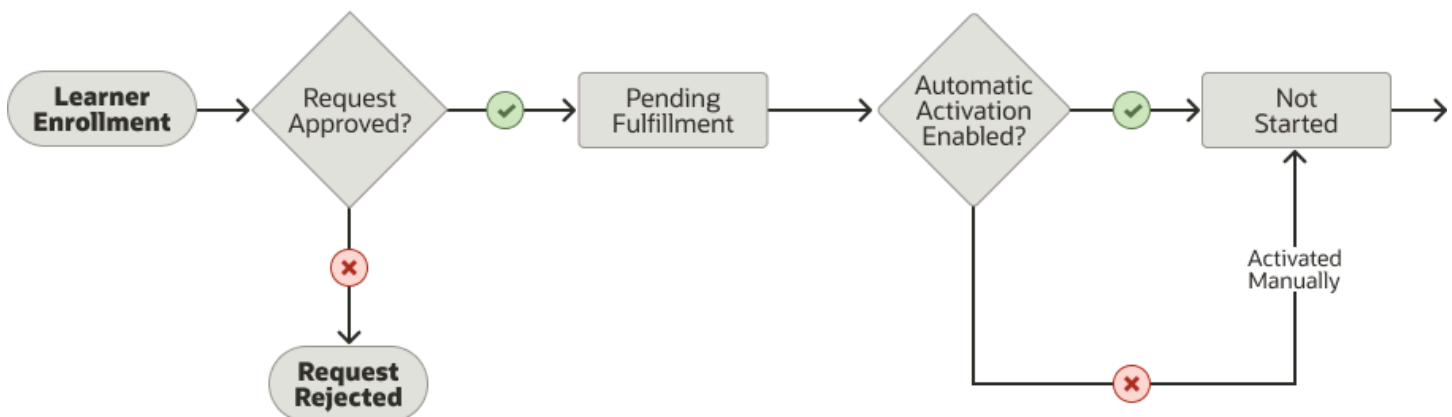 Learner
Enrollment
Request
Approved?
Pending
Fulfillment
Automatic
Activation
Enabled?
Not
Started
Activated
Manually
Request
Rejected